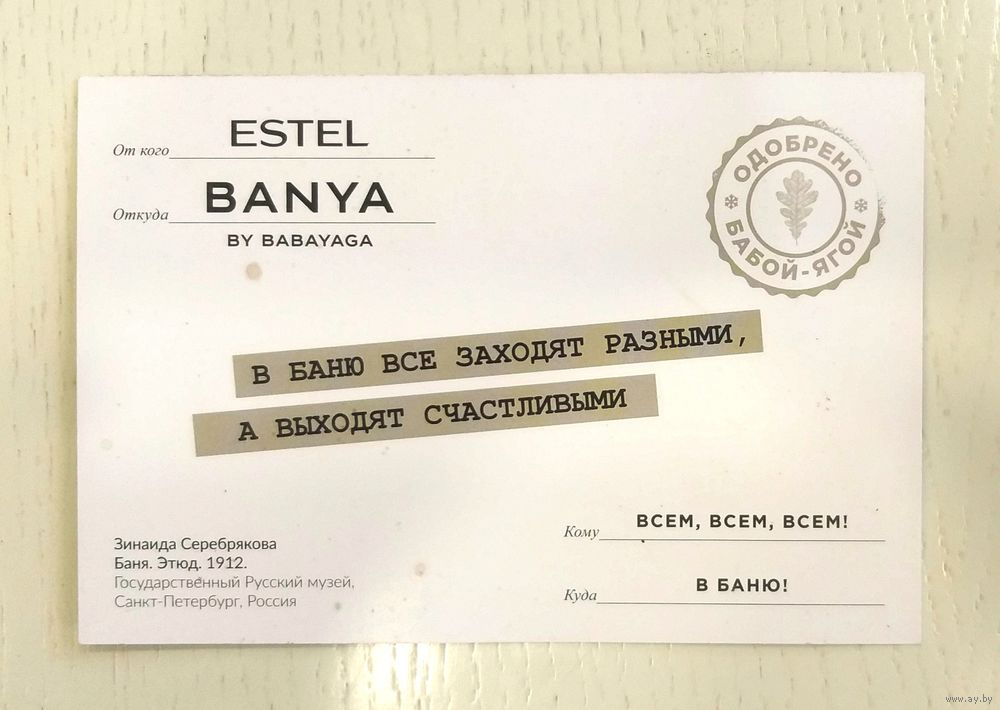 От кого ESTEL
Откуда BANYA
BY BABAYAGA
ОДОБРЕНО
БАБОЙ-ЯГОЙ
В БАНЮ ВСЕ ЗАХОДЯТ РАЗНЫМИ,
А ВЫХОДЯТ СЧАСТЛИВЫМИ
Зинаида Серебрякова
Баня. Этюд. 1912.
Государственный Русский музей,
Санкт-Петербург, Россия
Кому ВСЕМ, ВСЕМ, ВСЕМ!
Куда В БАНЮ!
www.ay.by